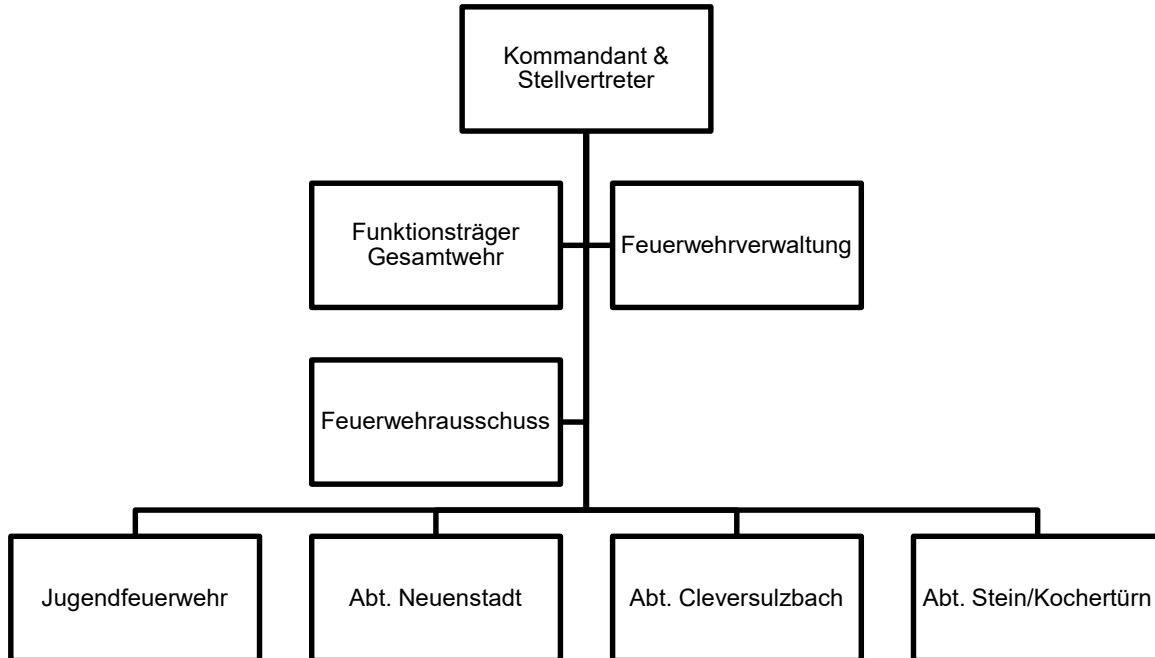 Kommandant &
Stellvertreter
Funktionsträger
Gesamtwehr
Feuerwehrverwaltung
Feuerwehrausschuss
Jugendfeuerwehr
Abt. Neuenstadt
Abt. Cleversulzbach
Abt. Stein/Kochertürn